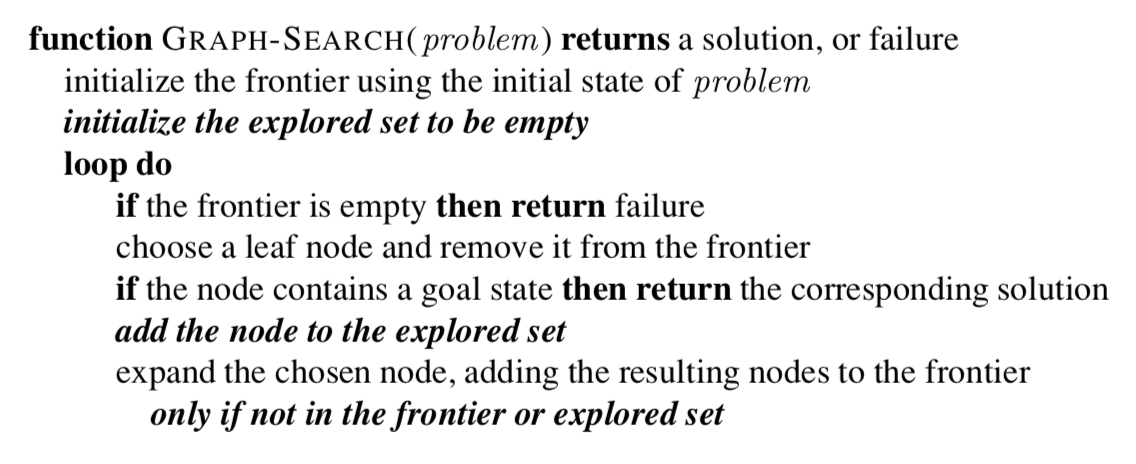 function GRAPH-SEARCH(problem) returns a solution, or failure
initialize the frontier using the initial state of problem
initialize the explored set to be empty
loop do
if the frontier is empty then return failure
choose a leaf node and remove it from the frontier
if the node contains a goal state then return the corresponding solution
add the node to the explored set
expand the chosen node, adding the resulting nodes to the frontier
only if not in the frontier or explored set